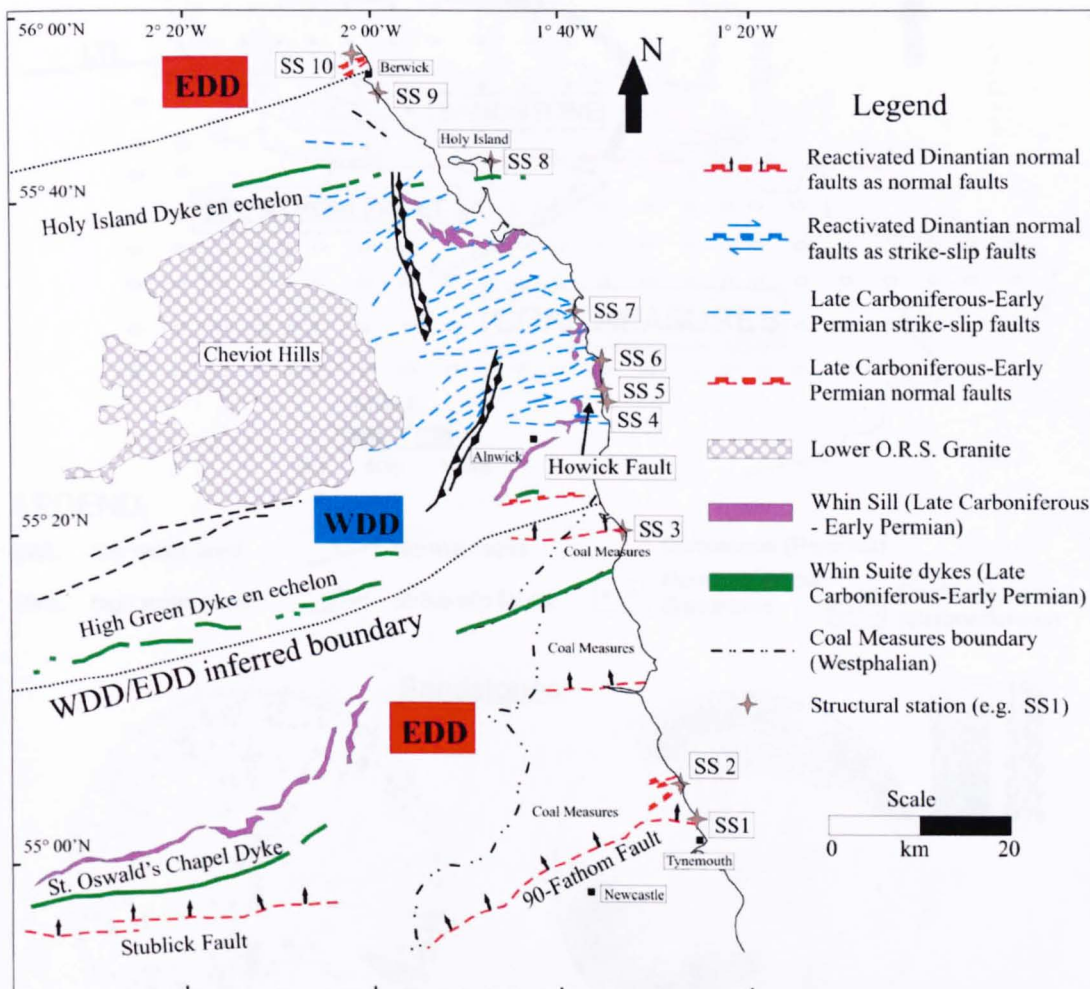 56° 00'N
2° 20'
2° 00'
1° 40'
1° 20'
N
EDD
SS 10
Berwick
SS 9
Holy Island
SS 8
55° 40'N
Holy Island Dyke en echelon
Cheviot Hills
SS 7
SS 6
SS 5
SS 4
Alnwick
Howick Fault
WDD
55° 20'N
SS 3
Coal Measures
High Green Dyke en echelon
WDD/EDD inferred boundary
Coal Measures
EDD
SS 2
Coal Measures
SS1
Tynemouth
55° 00'N
St. Oswald's Chapel Dyke
90-Fathom Fault
Newcastle
Stublick Fault
Legend
Reactivated Dinantian normal
faults as normal faults
Reactivated Dinantian normal
faults as strike-slip faults
Late Carboniferous-Early
Permian strike-slip faults
Late Carboniferous-Early
Permian normal faults
Lower O.R.S. Granite
Whin Sill (Late Carboniferous
- Early Permian)
Whin Suite dykes (Late
Carboniferous-Early Permian)
Coal Measures boundary
(Westphalian)
Structural station (e.g. SS1)
Scale
0 km 20